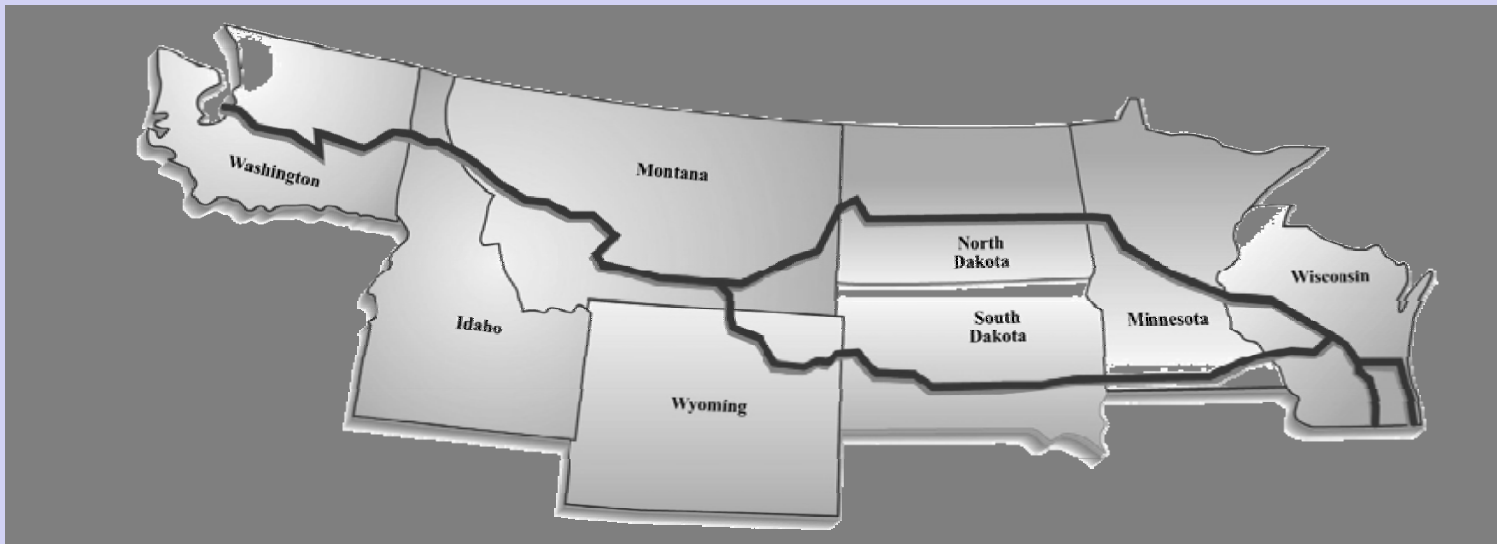 Washington
Montana
North
Dakota
Wisconsin
Idaho
South
Dakota
Minnesota
Wyoming